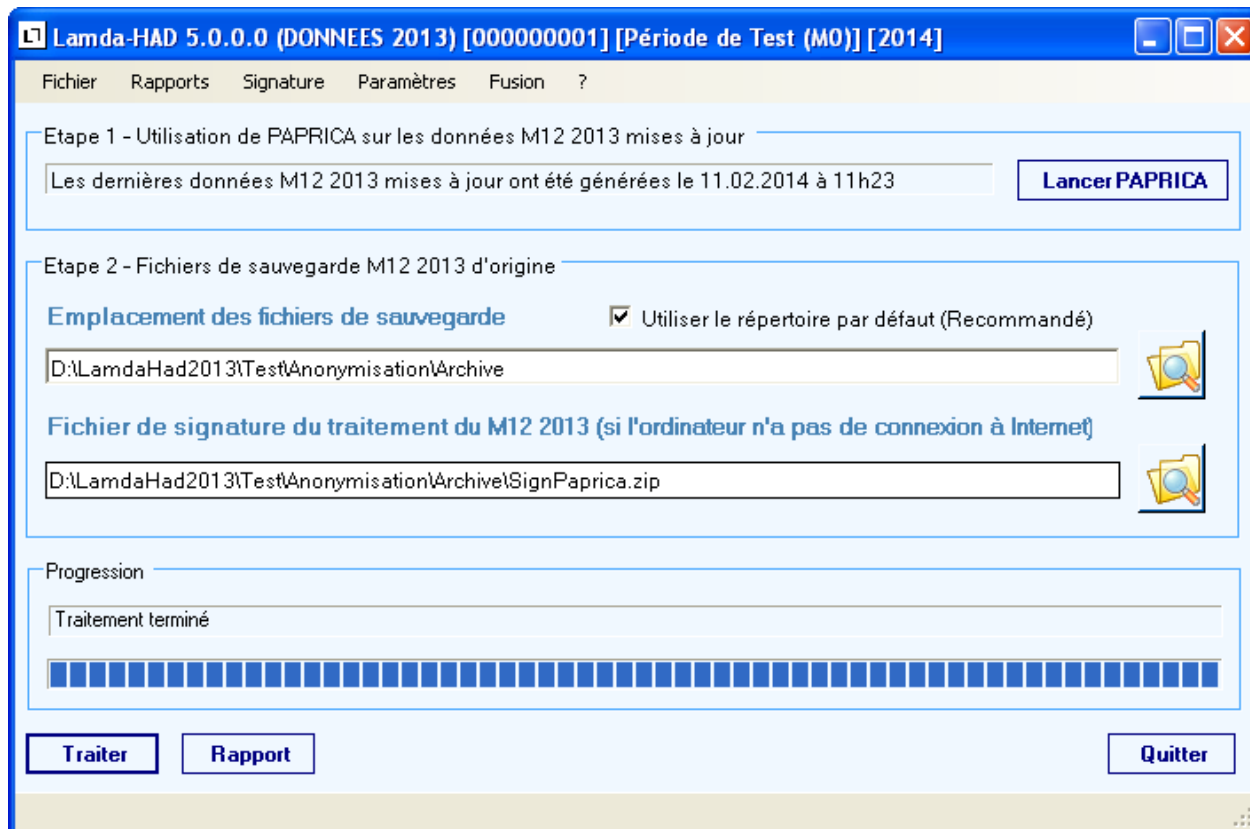 Lamda-HAD 5.0.0.0 (DONNEES 2013) [000000001] [Période de Test (M0)] [2014]
Fichier Rapports Signature Paramètres Fusion ?
Etape 1 - Utilisation de PAPRICA sur les données M12 2013 mises à jour
Les dernières données M12 2013 mises à jour ont été générées le 11.02.2014 à 11h23
Lancer PAPRICA
Etape 2 - Fichiers de sauvegarde M12 2013 d'origine
Emplacement des fichiers de sauvegarde
Utiliser le répertoire par défaut (Recommandé)
D:\LamdaHad2013\Test\Anonymisation\Archive
Fichier de signature du traitement du M12 2013 (si l'ordinateur n'a pas de connexion à Internet)
D:\LamdaHad2013\Test\Anonymisation\Archive\SignPaprica.zip
Progression
Traitement terminé
Traiter Rapport Quitter